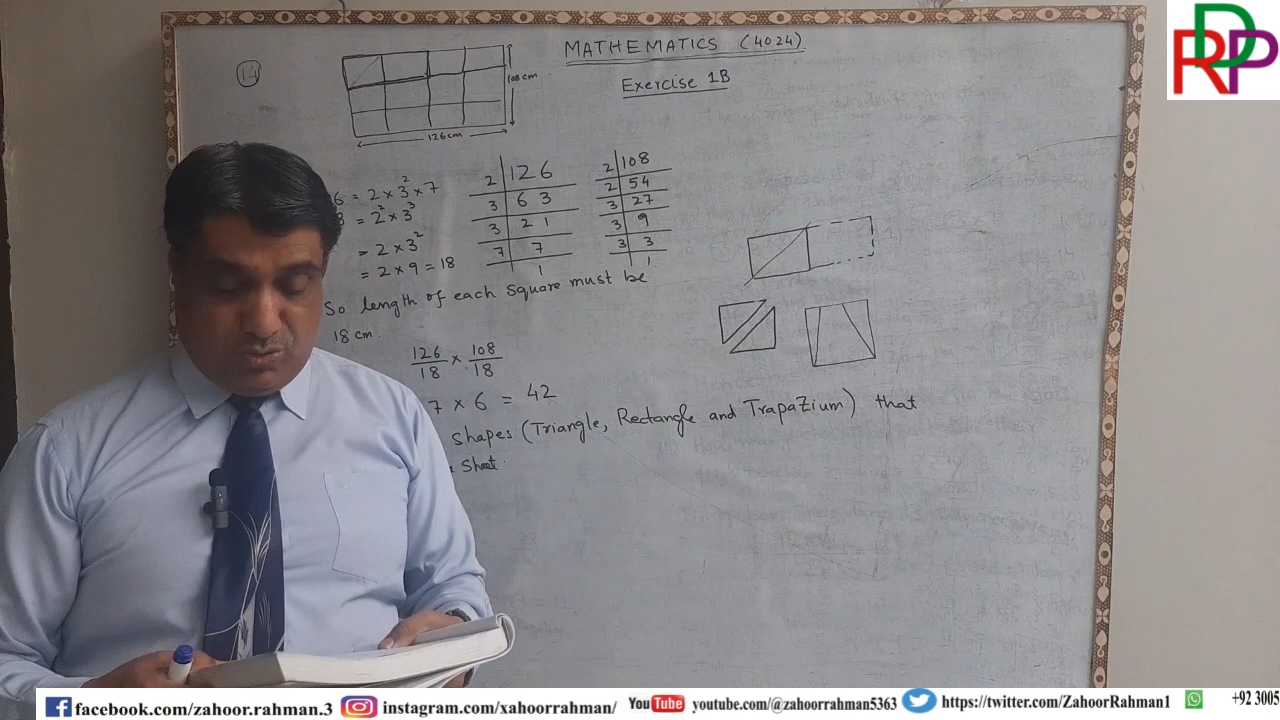 RDP
MATHEMATICS (4024)
Exercise 1B
14
108 cm
126cm
6 = 2 × 3² × 7
8 = 2² × 3³
= 2 × 3²
= 2 × 9 = 18
2 | 126
3 | 63
3 | 21
7 | 7
1
2 | 108
2 | 54
3 | 27
3 | 9
3 | 3
1
So length of each square must be
18 cm.
126/18 × 108/18
7 × 6 = 42
shapes (Triangle, Rectangle and TrapaZium) that
sheet.
facebook.com/zahoor.rahman.3 instagram.com/xahoorrahman/ YouTube youtube.com/@zahoorrahman5363 https://twitter.com/ZahoorRahman1 +92 3005